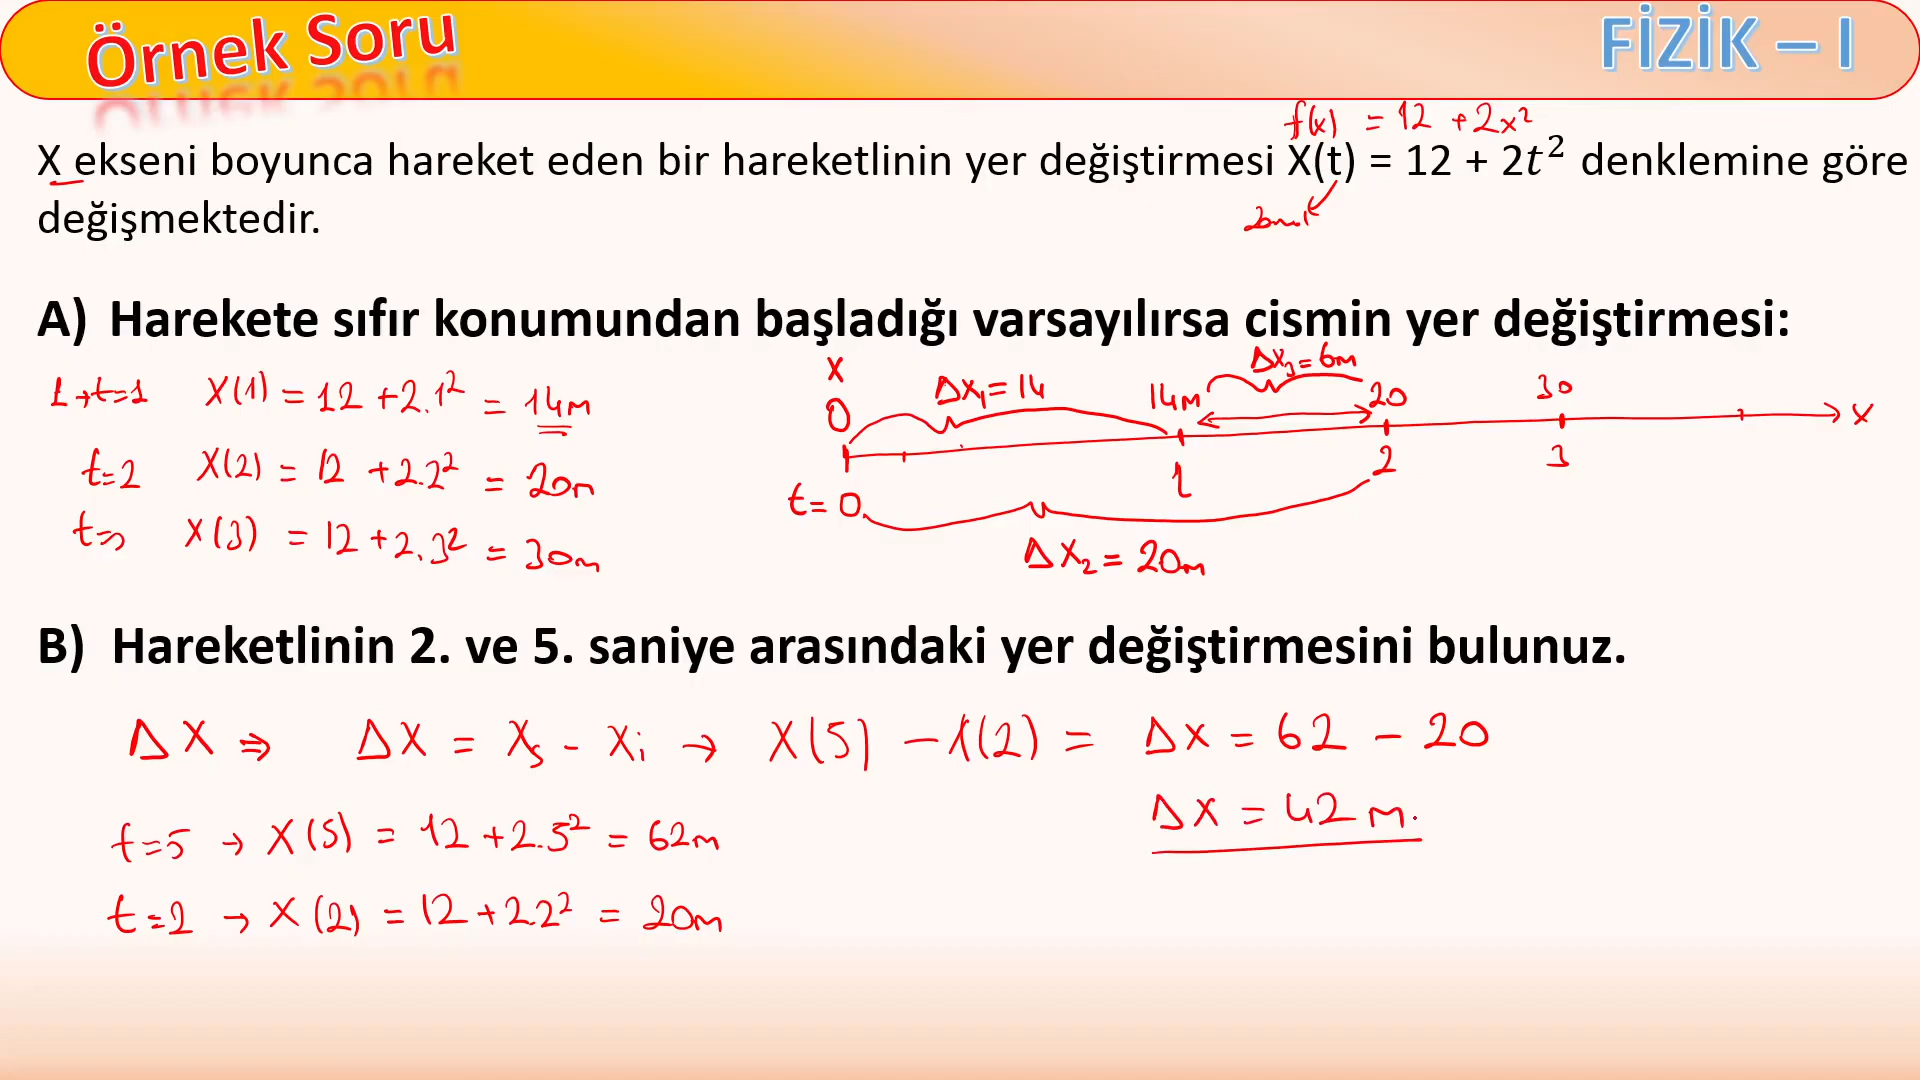 Örnek Soru
FİZİK – I
f(x) = 12 + 2x²
X ekseni boyunca hareket eden bir hareketlinin yer değiştirmesi X(t) = 12 + 2t² denklemine göre
değişmektedir.
A) Harekete sıfır konumundan başladığı varsayılırsa cismin yer değiştirmesi:
1 → t=1 X(1) = 12 + 2.1² = 14m
t=2 X(2) = 12 + 2.2² = 20m
X(3) = 12 + 2.3² = 30m
X
0 Δx₁ = 14 14m Δx₃ = 6m 20 30 X
t = 0 1 2 3
Δx₂ = 20m
B) Hareketlinin 2. ve 5. saniye arasındaki yer değiştirmesini bulunuz.
ΔX ⇒ ΔX = Xs - Xi → X(5) - X(2) = ΔX = 62 - 20
ΔX = 42 m.
t=5 → X(5) = 12 + 2.5² = 62m
t=2 → X(2) = 12 + 2.2² = 20m